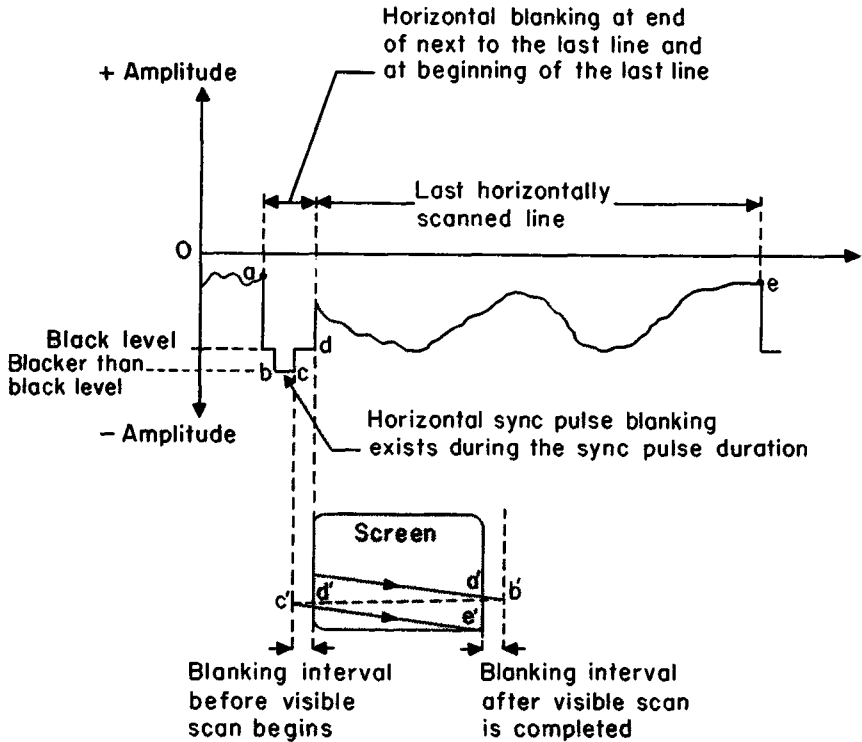 Horizontal blanking at end
of next to the last line and
at beginning of the last line
+ Amplitude
Last horizontally
scanned line
O
a
e
Black level
d
Blacker than
black level
b
c
Horizontal sync pulse blanking
exists during the sync pulse duration
– Amplitude
Screen
a'
b'
c'
d'
e'
Blanking interval
before visible
scan begins
Blanking interval
after visible scan
is completed